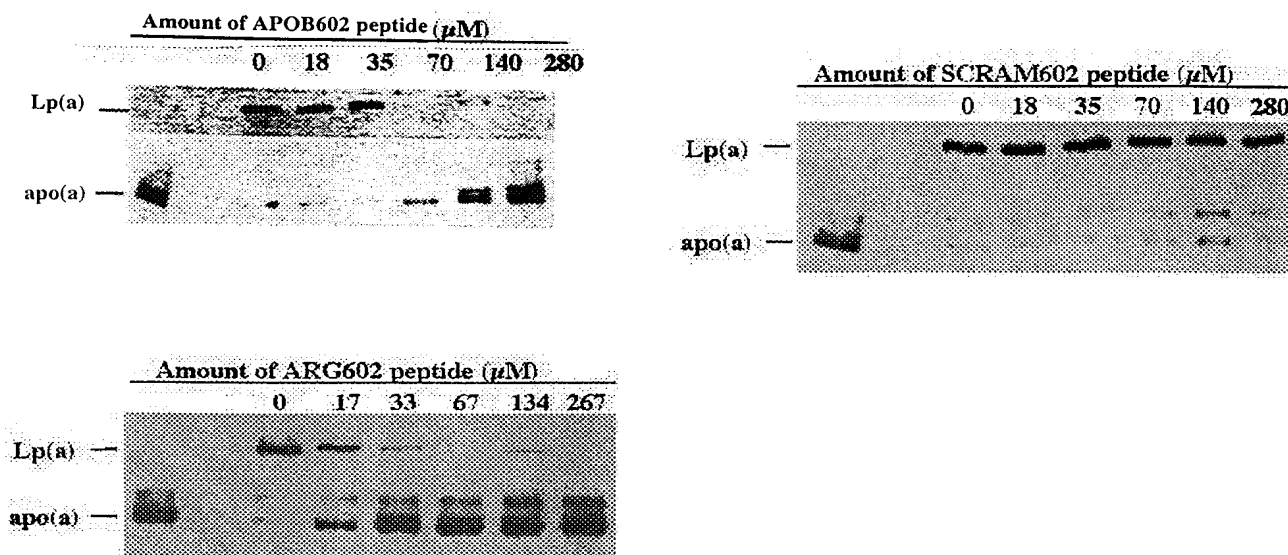 Amount of APOB602 peptide (µM)
0 18 35 70 140 280
Lp(a)
apo(a)
Amount of SCRAM602 peptide (µM)
0 18 35 70 140 280
Lp(a)
apo(a)
Amount of ARG602 peptide (µM)
0 17 33 67 134 267
Lp(a)
apo(a)